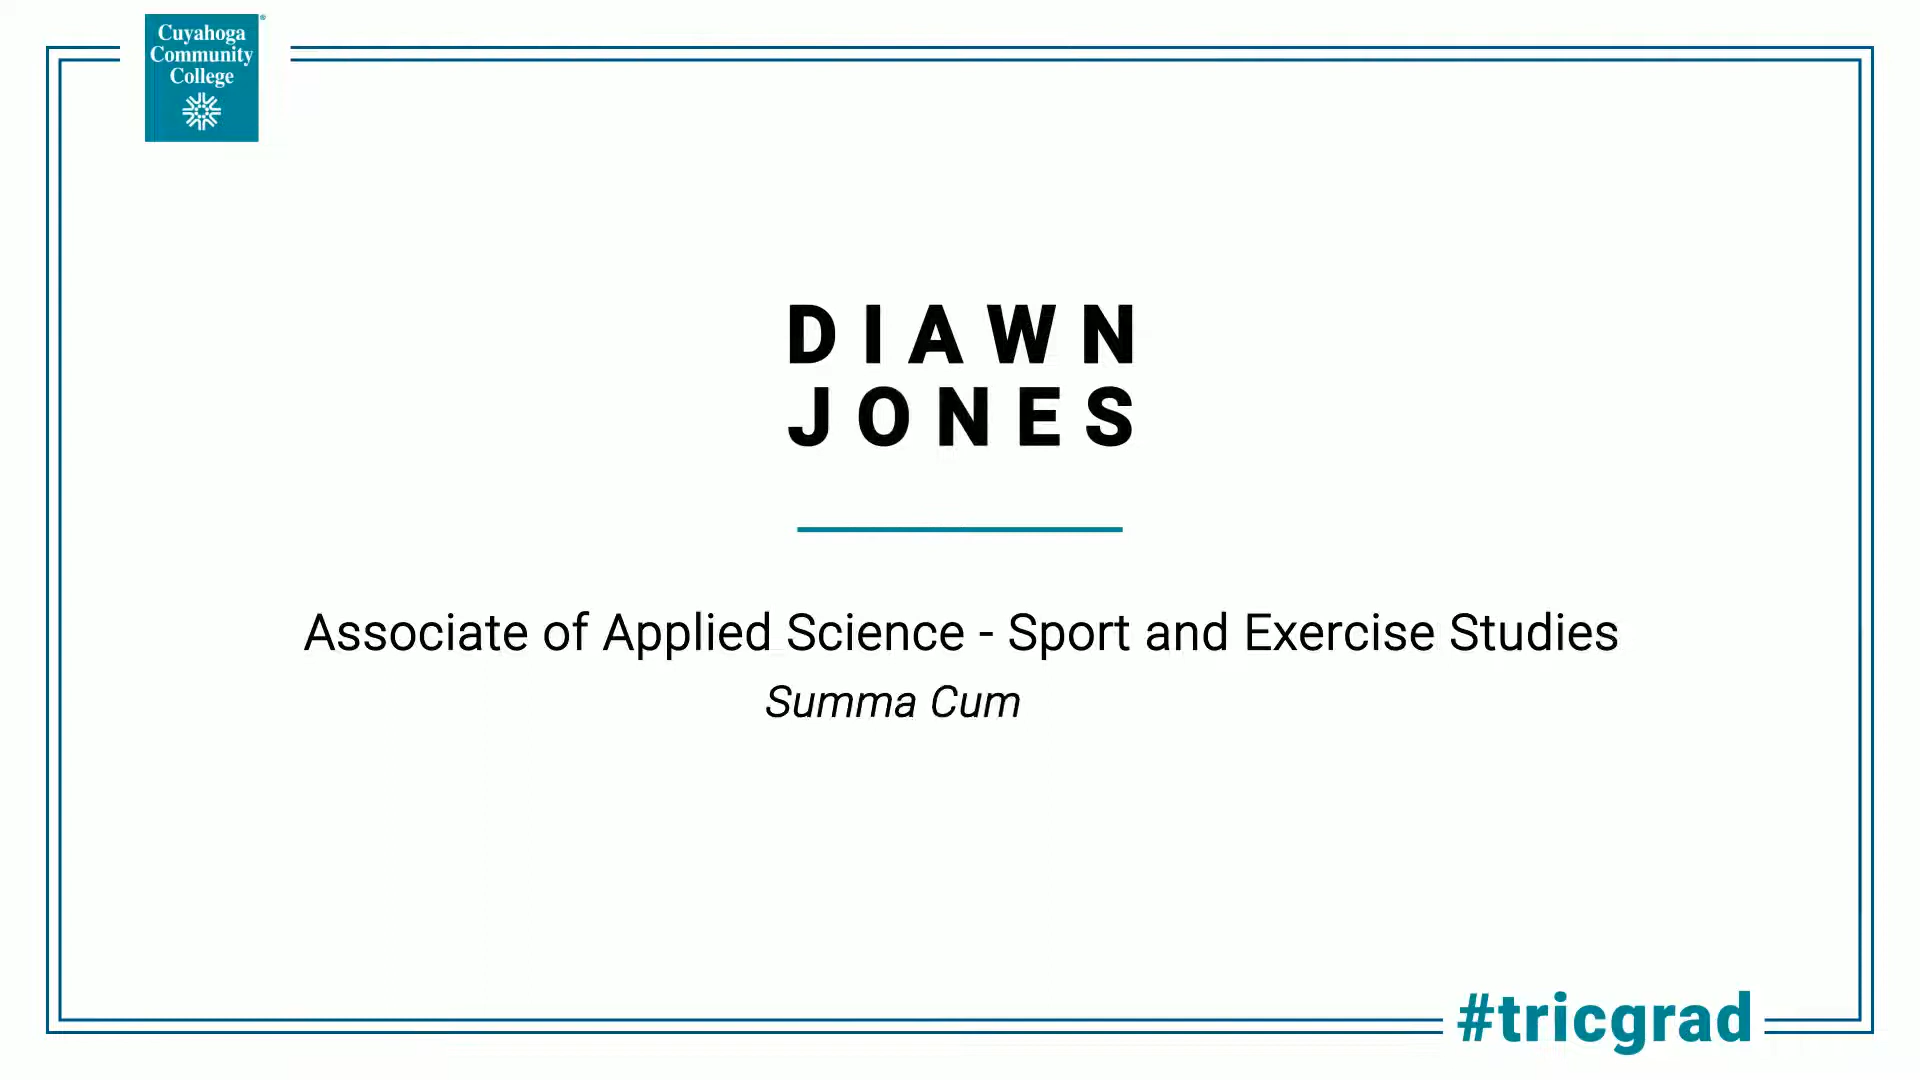 Cuyahoga
Community
College
®
DIAWN
JONES
Associate of Applied Science - Sport and Exercise Studies
Summa Cum
#tricgrad